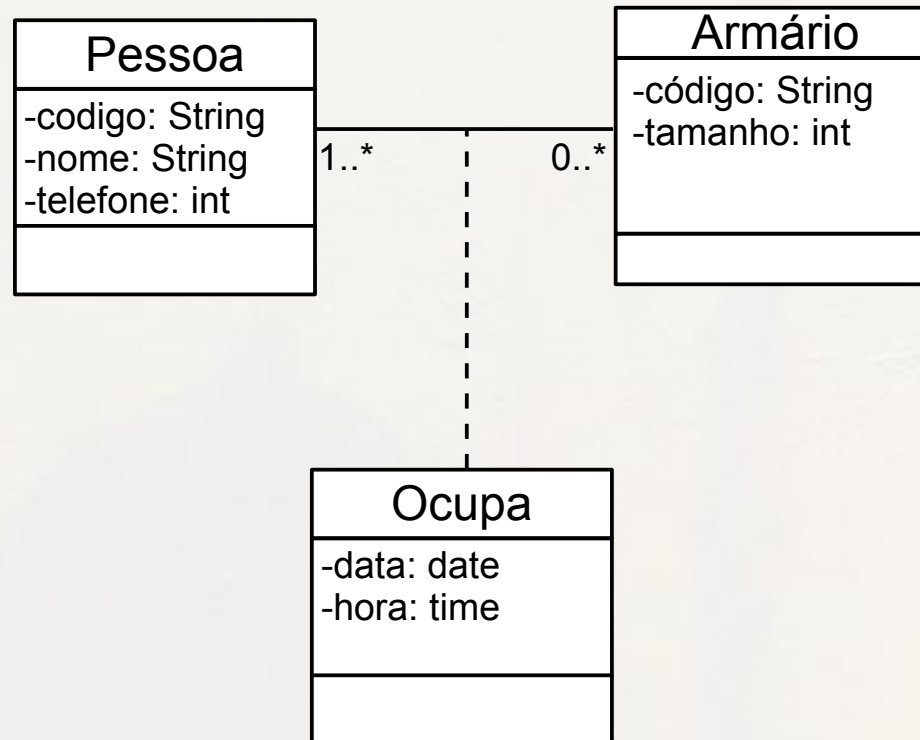 Pessoa
-codigo: String
-nome: String
-telefone: int
1..*
0..*
Armário
-código: String
-tamanho: int
Ocupa
-data: date
-hora: time